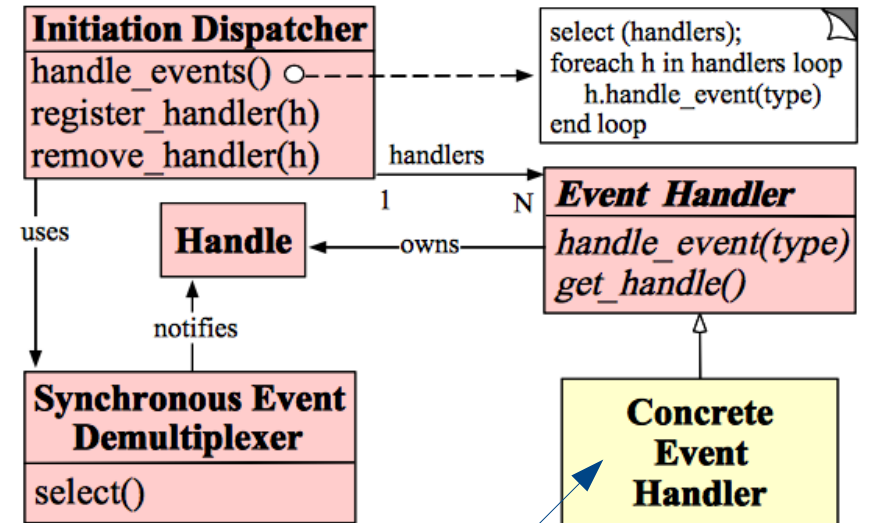 Initiation Dispatcher
handle_events()
register_handler(h)
remove_handler(h)
select (handlers);
foreach h in handlers loop
h.handle_event(type)
end loop
handlers
1
N
Event Handler
handle_event(type)
get_handle()
uses
Handle
owns
notifies
Synchronous Event
Demultiplexer
select()
Concrete
Event
Handler